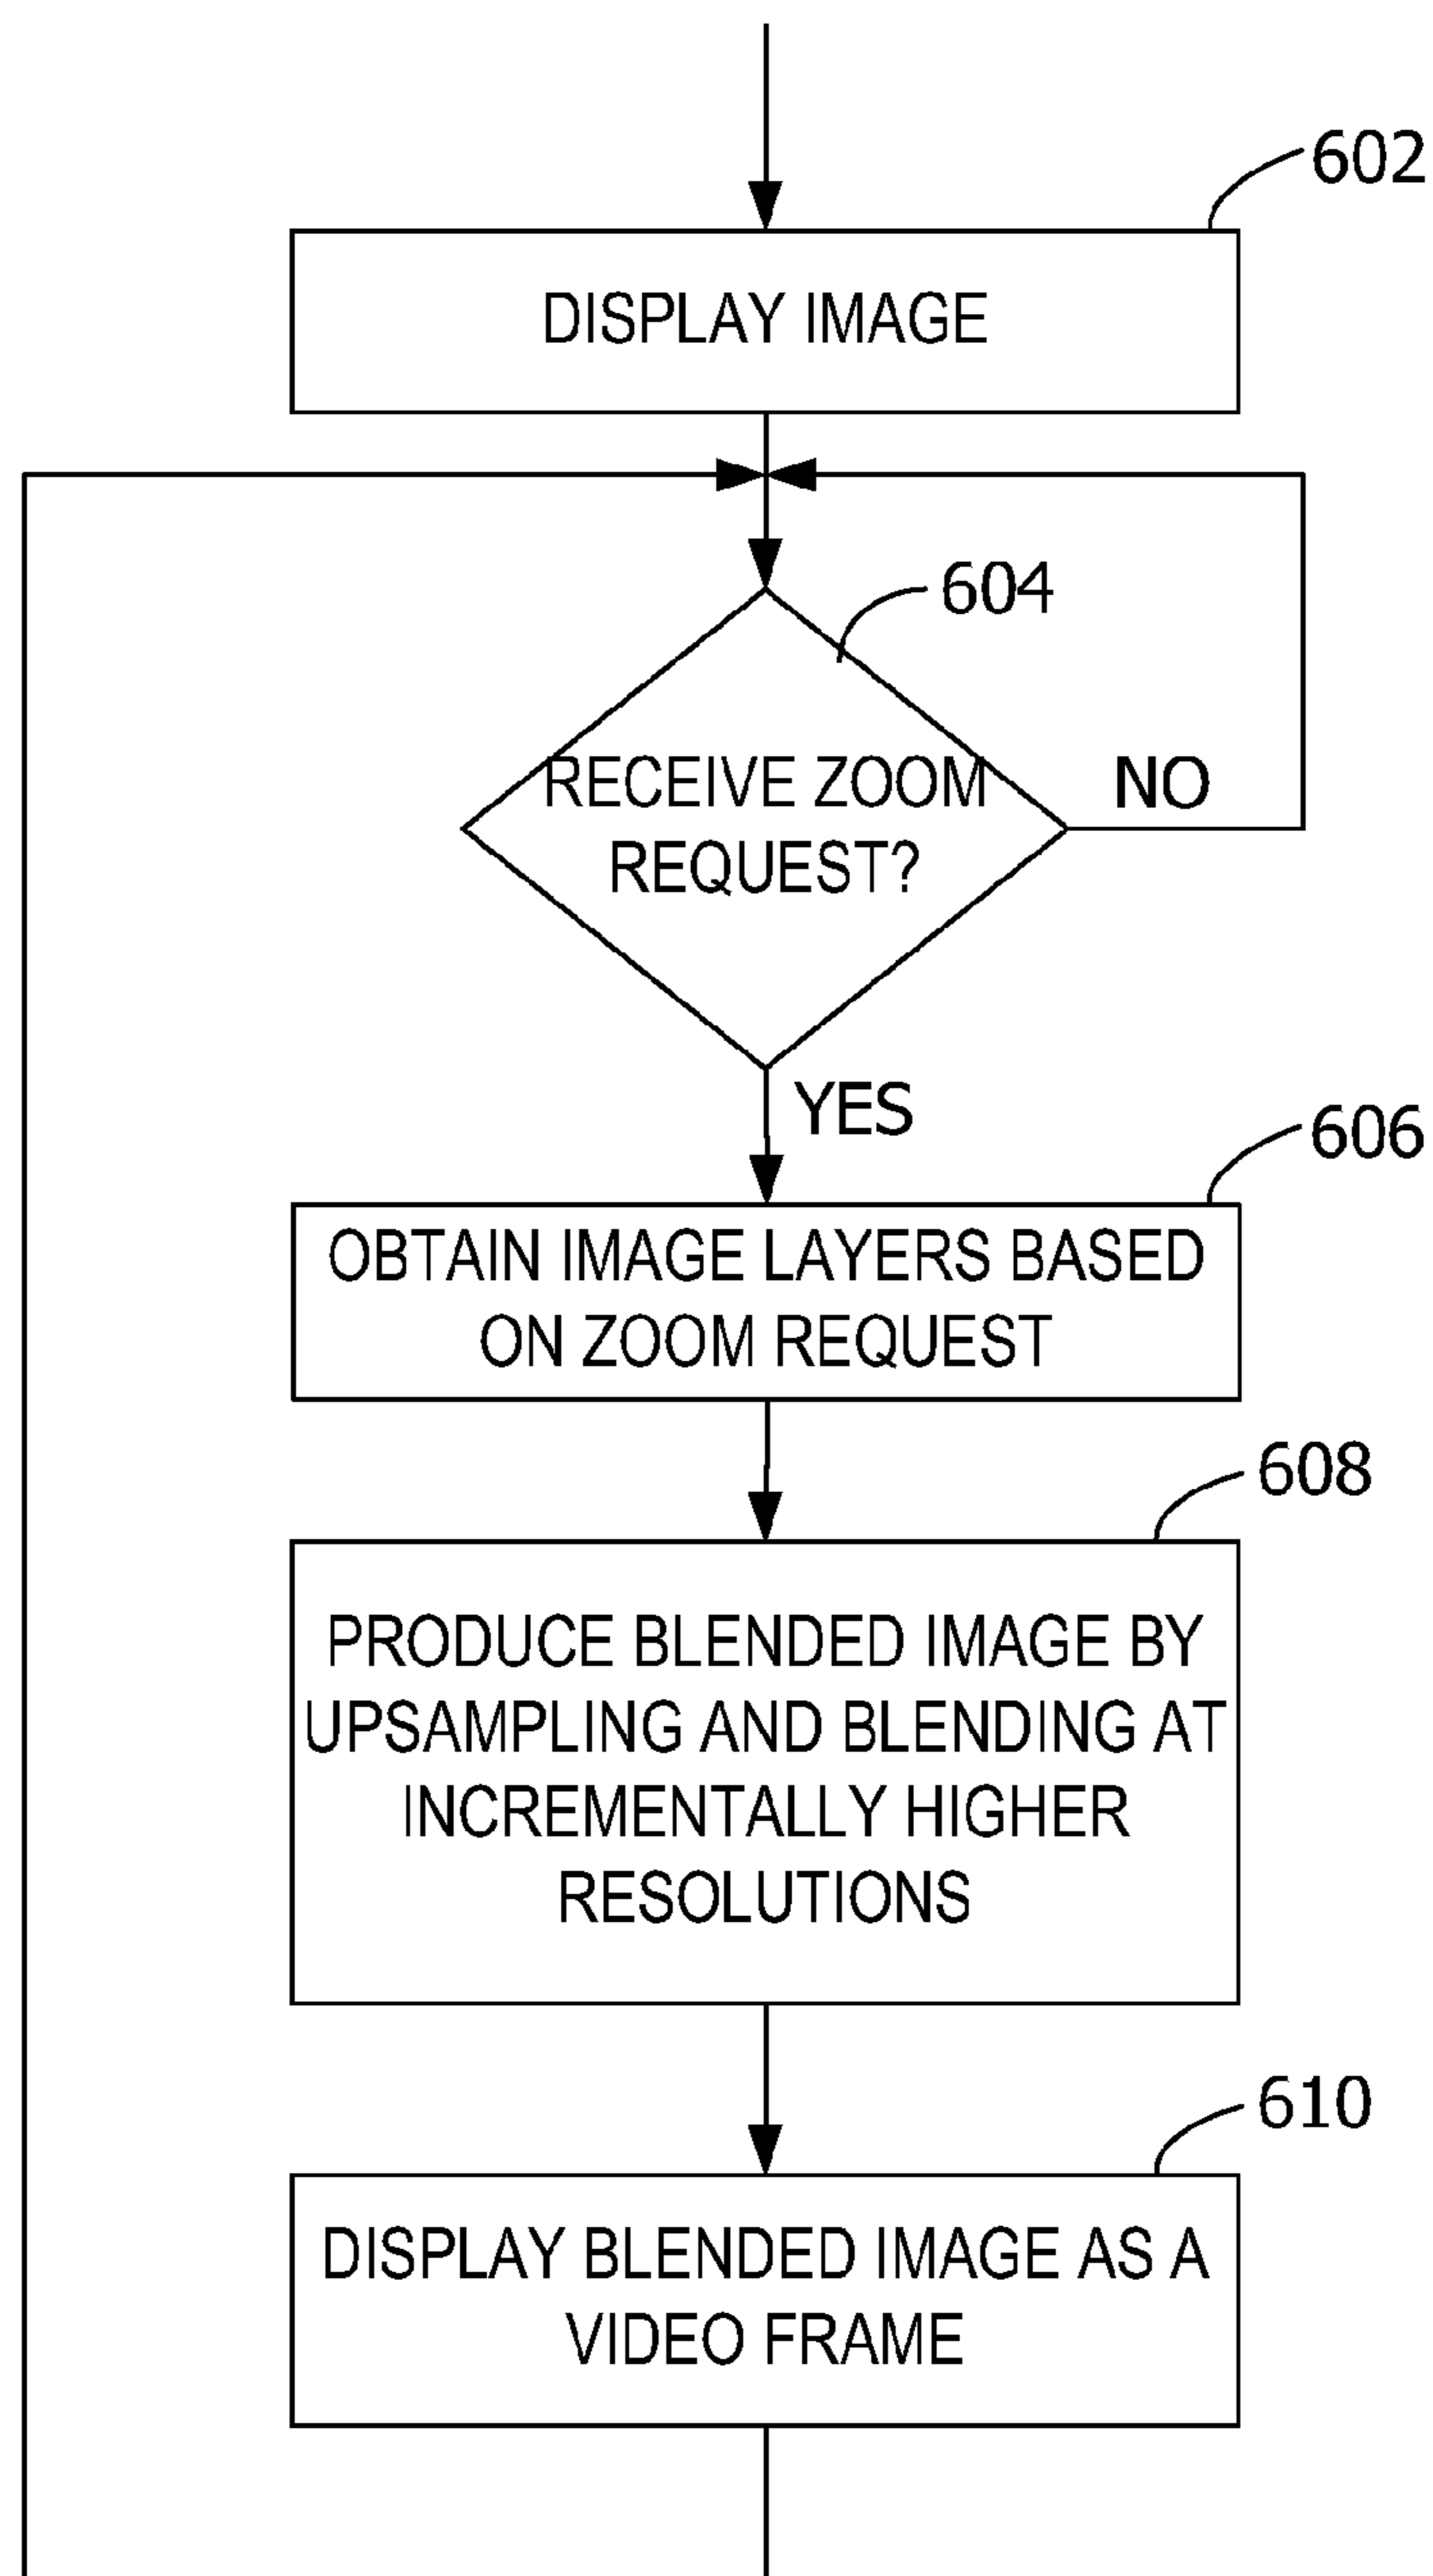 602
DISPLAY IMAGE
604
RECEIVE ZOOM
REQUEST?
NO
YES
606
OBTAIN IMAGE LAYERS BASED
ON ZOOM REQUEST
608
PRODUCE BLENDED IMAGE BY
UPSAMPLING AND BLENDING AT
INCREMENTALLY HIGHER
RESOLUTIONS
610
DISPLAY BLENDED IMAGE AS A
VIDEO FRAME